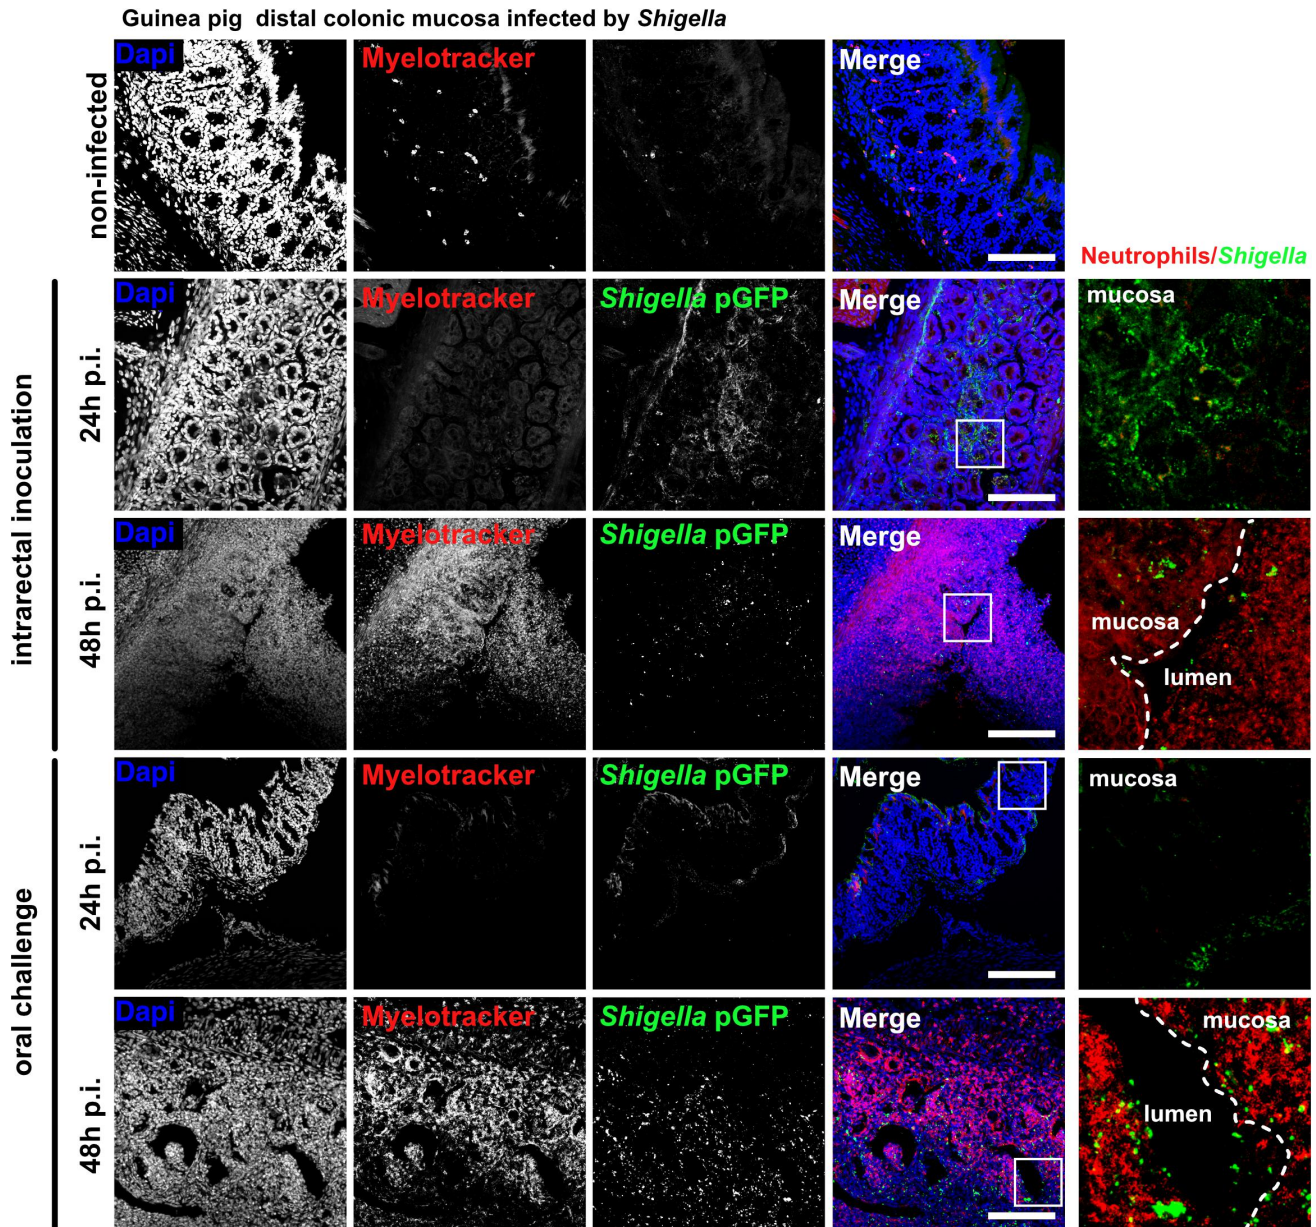 Guinea pig distal colonic mucosa infected by Shigella
non-infected
Dapi
Myelotracker
Merge
Neutrophils/Shigella
intrarectal inoculation
24h p.i.
Dapi
Myelotracker
Shigella pGFP
Merge
mucosa
48h p.i.
Dapi
Myelotracker
Shigella pGFP
Merge
mucosa
lumen
oral challenge
24h p.i.
Dapi
Myelotracker
Shigella pGFP
Merge
mucosa
48h p.i.
Dapi
Myelotracker
Shigella pGFP
Merge
mucosa
lumen